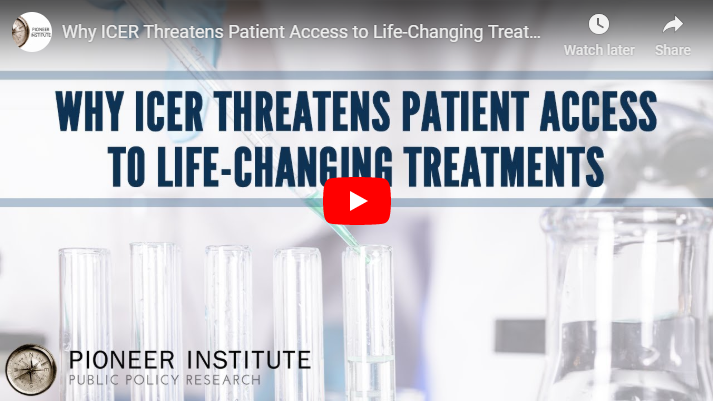 PIONEER
INSTITUTE
Why ICER Threatens Patient Access to Life-Changing Treat...
Watch later
Share
WHY ICER THREATENS PATIENT ACCESS
TO LIFE-CHANGING TREATMENTS
PIONEER INSTITUTE
PUBLIC POLICY RESEARCH